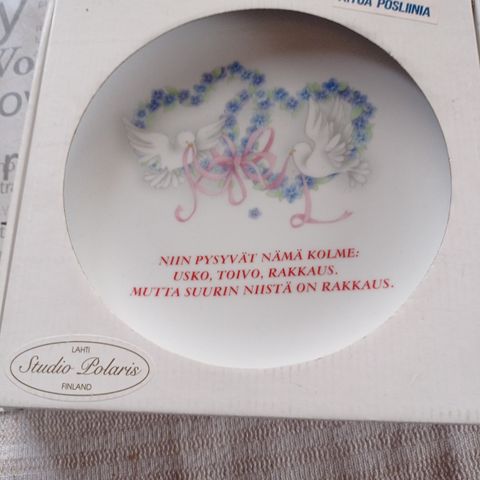 POSLIINIA
NIIN PYSYVÄT NÄMÄ KOLME:
USKO, TOIVO, RAKKAUS.
MUTTA SUURIN NIISTÄ ON RAKKAUS.
LAHTI
Studio Polaris
FINLAND